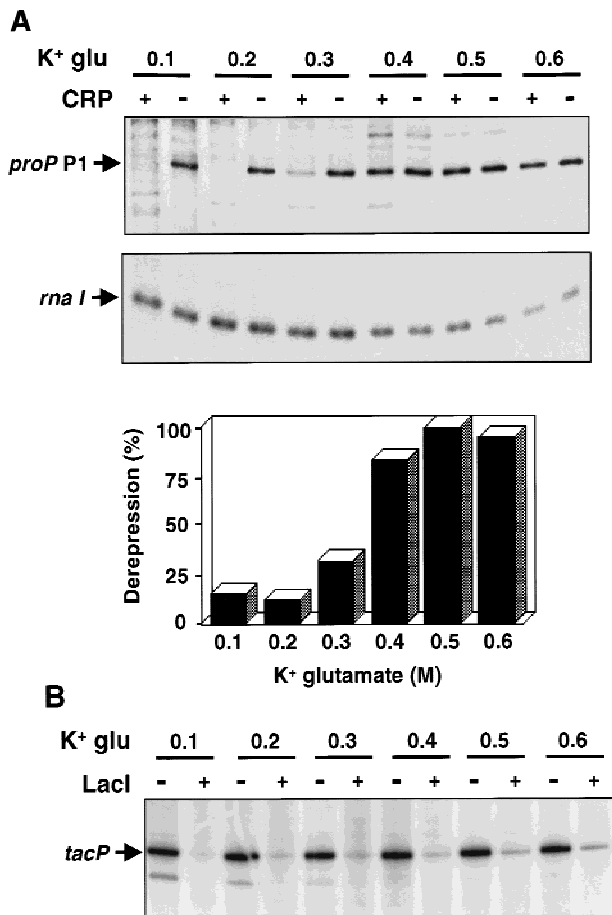 A
K+ glu 0.1 0.2 0.3 0.4 0.5 0.6
CRP + - + - + - + - + - + -
proP P1
rna I
Derepression (%)
100
75
50
25
0
0.1 0.2 0.3 0.4 0.5 0.6
K+ glutamate (M)
B
K+ glu 0.1 0.2 0.3 0.4 0.5 0.6
LacI - + - + - + - + - + - +
tacP